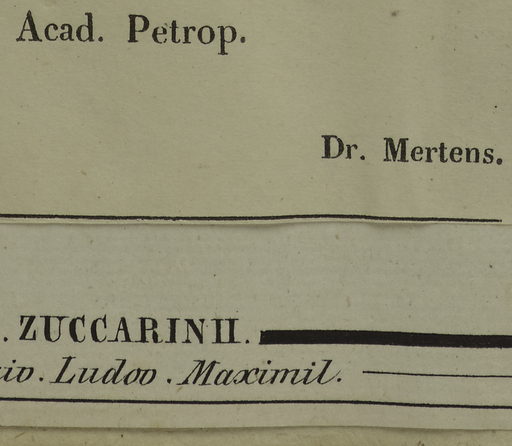 Acad. Petrop.
Dr. Mertens.
. ZUCCARINII.
iv. Ludov. Maximil.